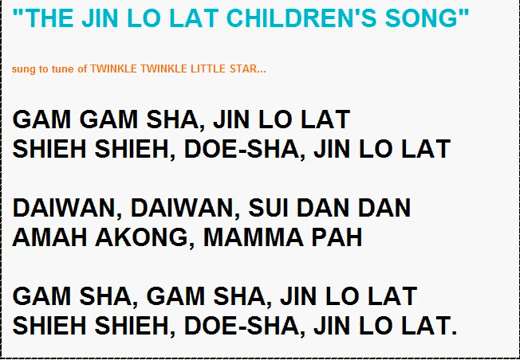 "THE JIN LO LAT CHILDREN'S SONG"
sung to tune of TWINKLE TWINKLE LITTLE STAR...
GAM GAM SHA, JIN LO LAT
SHIEH SHIEH, DOE-SHA, JIN LO LAT
DAIWAN, DAIWAN, SUI DAN DAN
AMAH AKONG, MAMMA PAH
GAM SHA, GAM SHA, JIN LO LAT
SHIEH SHIEH, DOE-SHA, JIN LO LAT.